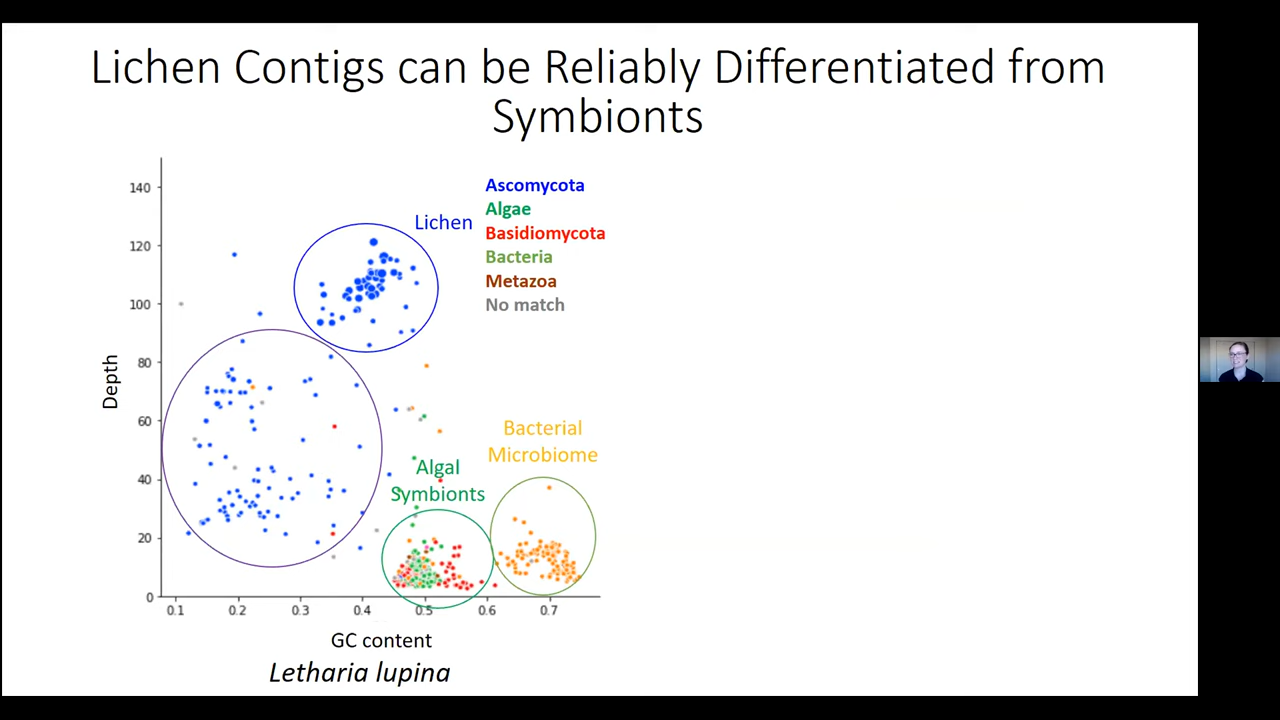 Lichen Contigs can be Reliably Differentiated from
Symbionts
140
120
100
80
60
40
20
0
Depth
0.1 0.2 0.3 0.4 0.5 0.6 0.7
GC content
Letharia lupina
Lichen
Ascomycota
Algae
Basidiomycota
Bacteria
Metazoa
No match
Algal
Symbionts
Bacterial
Microbiome